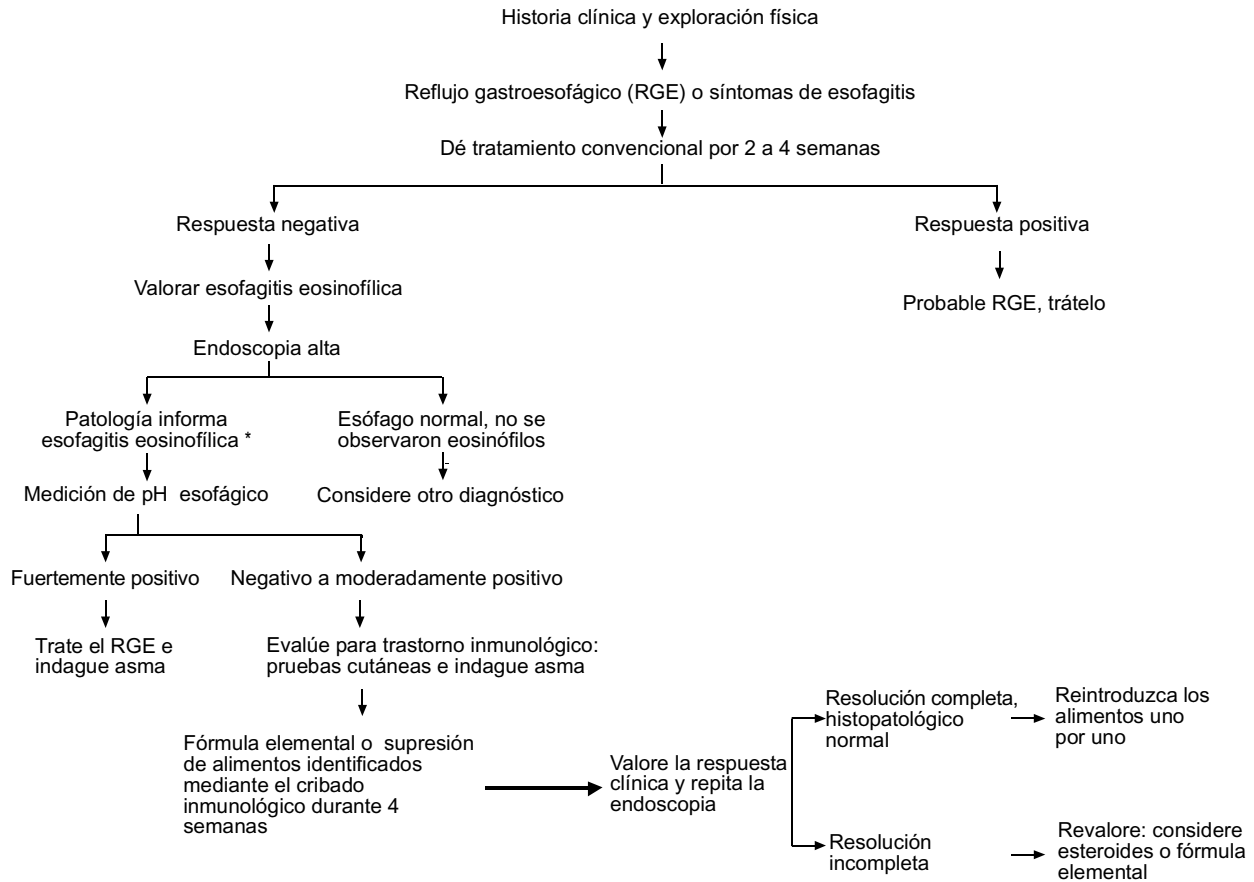 Historia clínica y exploración física
Reflujo gastroesofágico (RGE) o síntomas de esofagitis
Dé tratamiento convencional por 2 a 4 semanas
Respuesta negativa
Respuesta positiva
Valorar esofagitis eosinofílica
Probable RGE, trátelo
Endoscopia alta
Patología informa
esofagitis eosinofílica *
Esófago normal, no se
observaron eosinófilos
Medición de pH esofágico
Considere otro diagnóstico
Fuertemente positivo
Negativo a moderadamente positivo
Trate el RGE e
indague asma
Evalúe para trastorno inmunológico:
pruebas cutáneas e indague asma
Fórmula elemental o supresión
de alimentos identificados
mediante el cribado
inmunológico durante 4
semanas
Valore la respuesta
clínica y repita la
endoscopia
Resolución completa,
histopatológico
normal
Reintroduzca los
alimentos uno
por uno
Resolución
incompleta
Revalore: considere
esteroides o fórmula
elemental